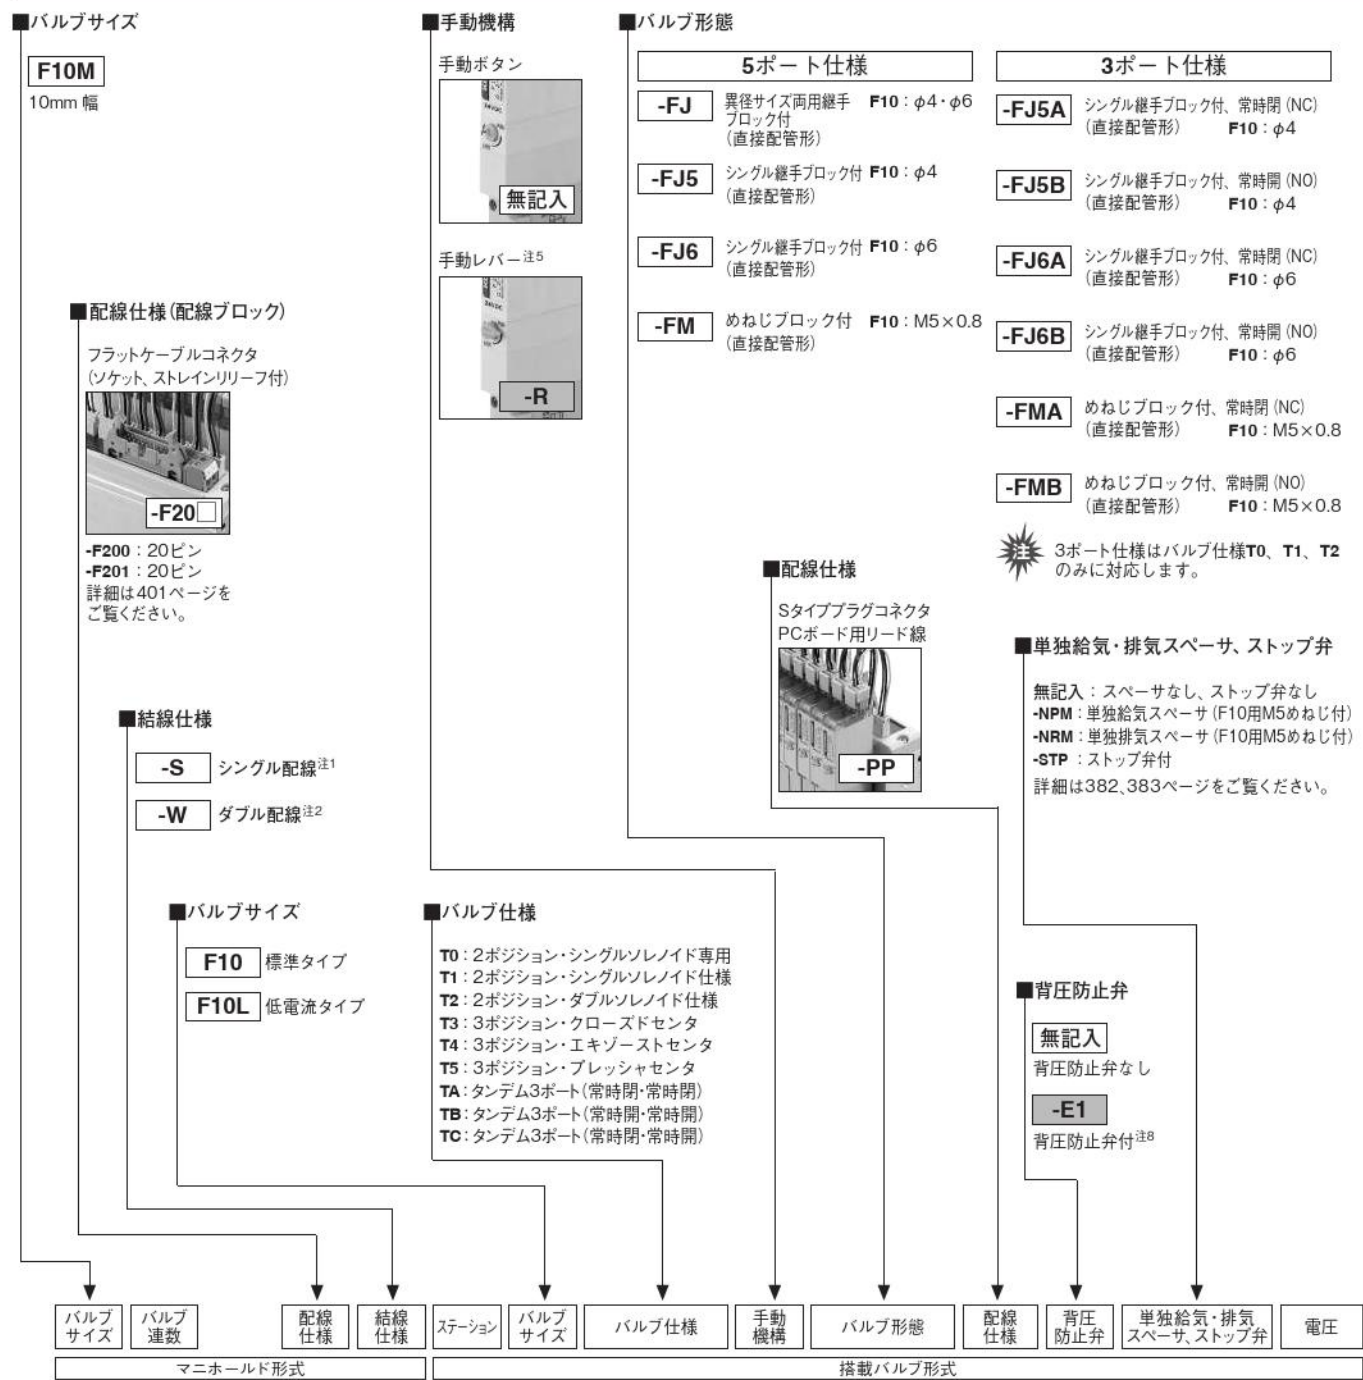 ■バルブサイズ
F10M
10mm 幅
■配線仕様(配線ブロック)
フラットケーブルコネクタ
(ソケット、ストレインリリーフ付)
-F20□
-F200：20ピン
-F201：20ピン
詳細は401ページを
ご覧ください。
■結線仕様
-S シングル配線注1
-W ダブル配線注2
■バルブサイズ
F10 標準タイプ
F10L 低電流タイプ
■手動機構
手動ボタン
無記入
手動レバー注5
-R
■バルブ仕様
T0：2ポジション・シングルソレノイド専用
T1：2ポジション・シングルソレノイド仕様
T2：2ポジション・ダブルソレノイド仕様
T3：3ポジション・クローズドセンタ
T4：3ポジション・エキゾーストセンタ
T5：3ポジション・プレッシャセンタ
TA：タンデム3ポート(常時閉・常時閉)
TB：タンデム3ポート(常時開・常時開)
TC：タンデム3ポート(常時閉・常時開)
■バルブ形態
5ポート仕様
-FJ 異径サイズ両用継手 F10：φ4・φ6
ブロック付
(直接配管形)
-FJ5 シングル継手ブロック付 F10：φ4
(直接配管形)
-FJ6 シングル継手ブロック付 F10：φ6
(直接配管形)
-FM めねじブロック付 F10：M5×0.8
(直接配管形)
3ポート仕様
-FJ5A シングル継手ブロック付、常時閉(NC)
(直接配管形) F10：φ4
-FJ5B シングル継手ブロック付、常時開(NO)
(直接配管形) F10：φ4
-FJ6A シングル継手ブロック付、常時閉(NC)
(直接配管形) F10：φ6
-FJ6B シングル継手ブロック付、常時開(NO)
(直接配管形) F10：φ6
-FMA めねじブロック付、常時閉(NC)
(直接配管形) F10：M5×0.8
-FMB めねじブロック付、常時開(NO)
(直接配管形) F10：M5×0.8
注 3ポート仕様はバルブ仕様T0、T1、T2
のみに対応します。
■配線仕様
Sタイププラグコネクタ
PCボード用リード線
-PP
■単独給気・排気スペーサ、ストップ弁
無記入：スペーサなし、ストップ弁なし
-NPM：単独給気スペーサ(F10用M5めねじ付)
-NRM：単独排気スペーサ(F10用M5めねじ付)
-STP：ストップ弁付
詳細は382、383ページをご覧ください。
■背圧防止弁
無記入
背圧防止弁なし
-E1
背圧防止弁付注8
バルブ
サイズ
バルブ
連数
配線
仕様
結線
仕様
ステーション
バルブ
サイズ
バルブ仕様
手動
機構
バルブ形態
配線
仕様
背圧
防止弁
単独給気・排気
スペーサ、ストップ弁
電圧
マニホールド形式
搭載バルブ形式